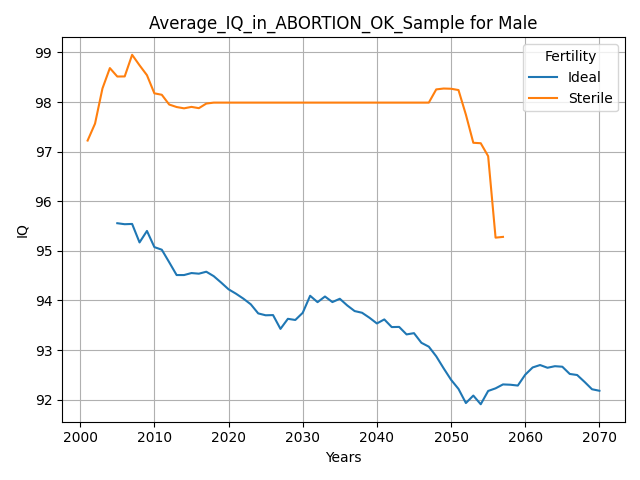 Average_IQ_in_ABORTION_OK_Sample for Male
Fertility
Ideal
Sterile
99
98
97
96
95
94
93
92
IQ
2000 2010 2020 2030 2040 2050 2060 2070
Years